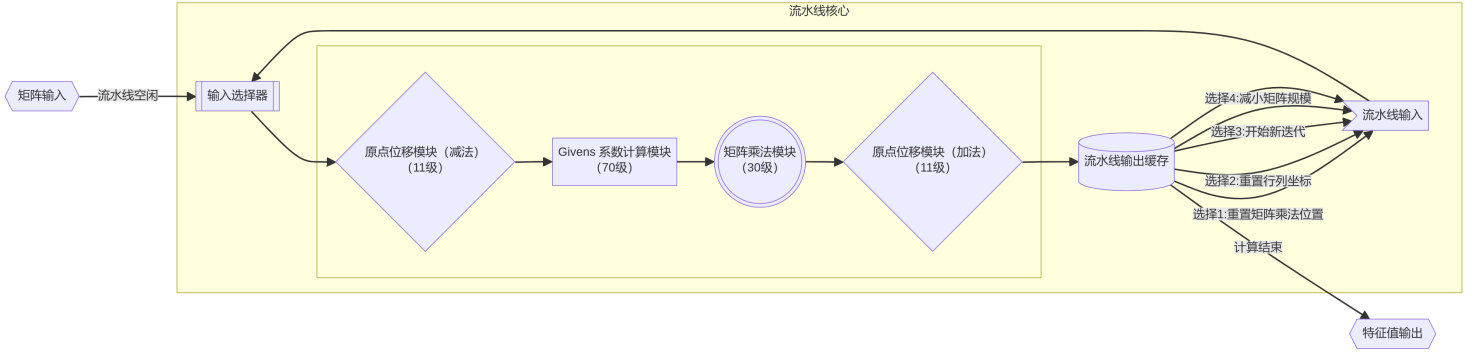 流水线核心
矩阵输入
流水线空闲
输入选择器
原点位移模块（减法）
（11级）
Givens 系数计算模块
（70级）
矩阵乘法模块
（30级）
原点位移模块（加法）
（11级）
流水线输出缓存
选择4:减小矩阵规模
选择3:开始新迭代
选择2:重置行列坐标
选择1:重置矩阵乘法位置
计算结束
流水线输入
特征值输出